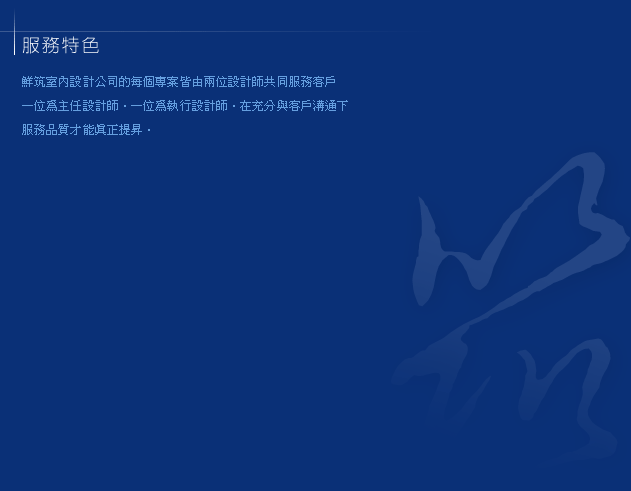 服務特色
鮮筑室內設計公司的每個專案皆由兩位設計師共同服務客戶
一位爲主任設計師．一位爲執行設計師．在充分與客戶溝通下
服務品質才能眞正提昇．